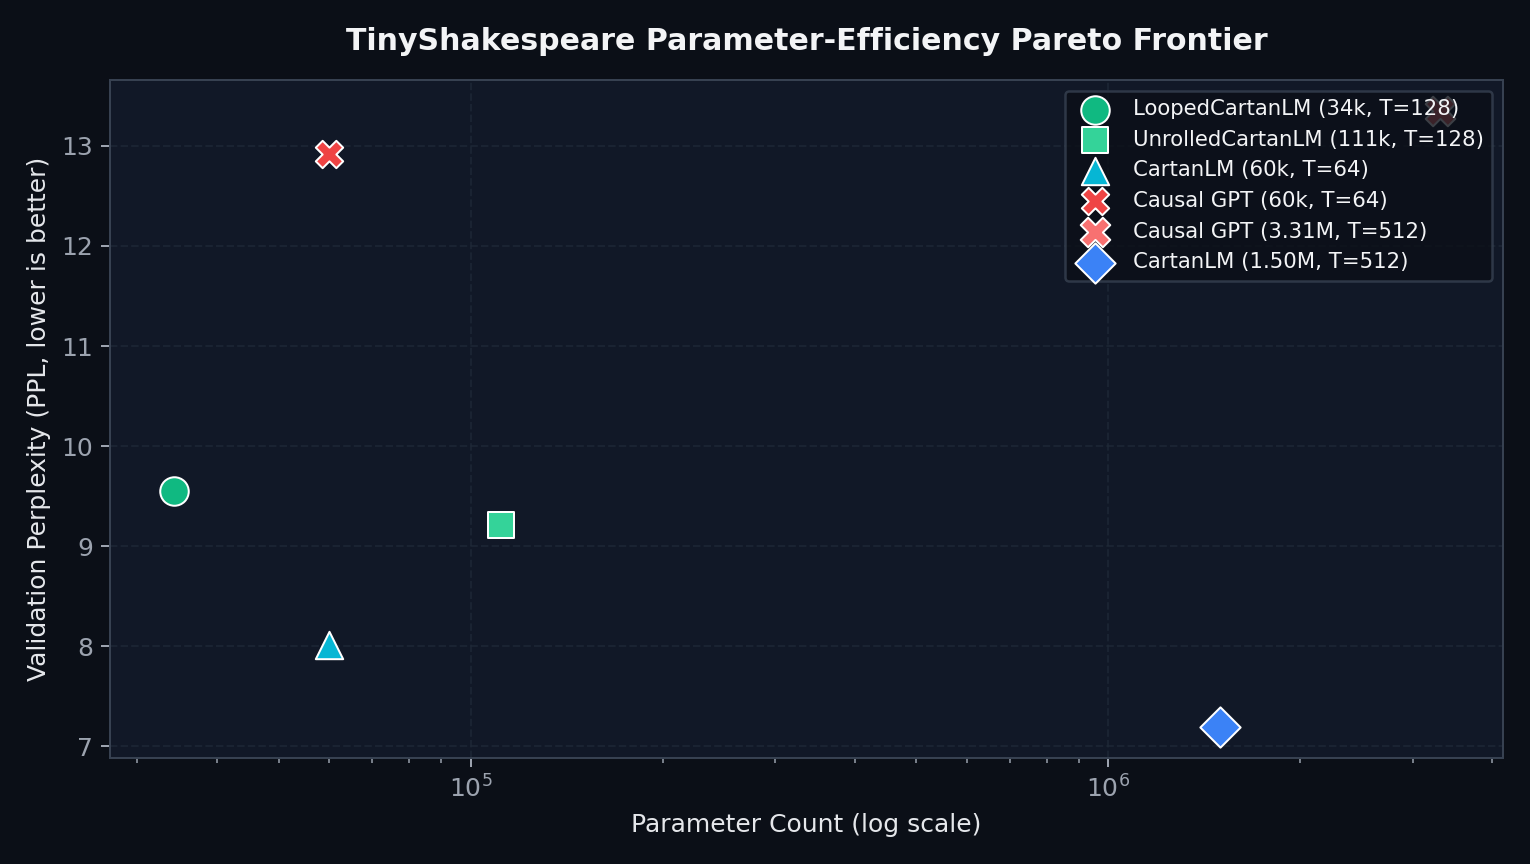 TinyShakespeare Parameter-Efficiency Pareto Frontier
LoopedCartanLM (34k, T=128)
UnrolledCartanLM (111k, T=128)
CartanLM (60k, T=64)
Causal GPT (60k, T=64)
Causal GPT (3.31M, T=512)
CartanLM (1.50M, T=512)
Validation Perplexity (PPL, lower is better)
13
12
11
10
9
8
7
10⁵
10⁶
Parameter Count (log scale)